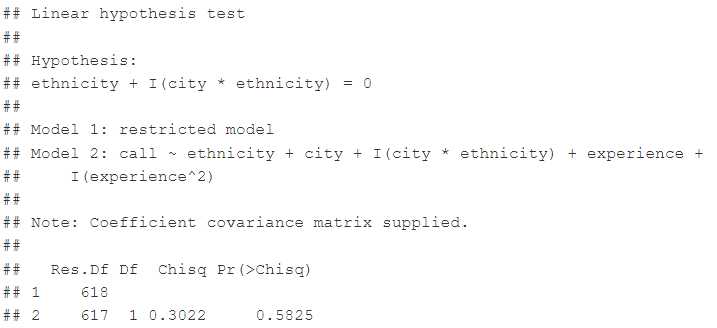 ## Linear hypothesis test
##
## Hypothesis:
## ethnicity + I(city * ethnicity) = 0
##
## Model 1: restricted model
## Model 2: call ~ ethnicity + city + I(city * ethnicity) + experience +
##     I(experience^2)
##
## Note: Coefficient covariance matrix supplied.
##
##   Res.Df Df  Chisq Pr(>Chisq)
## 1    618
## 2    617  1 0.3022     0.5825